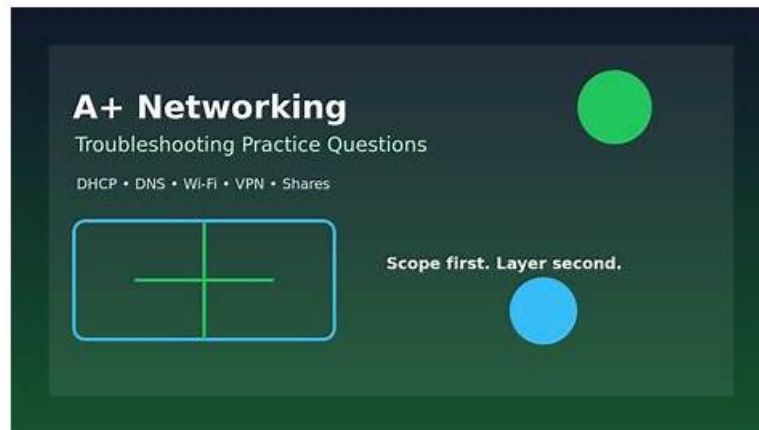 A+ Networking
Troubleshooting Practice Questions
DHCP • DNS • Wi-Fi • VPN • Shares
Scope first. Layer second.